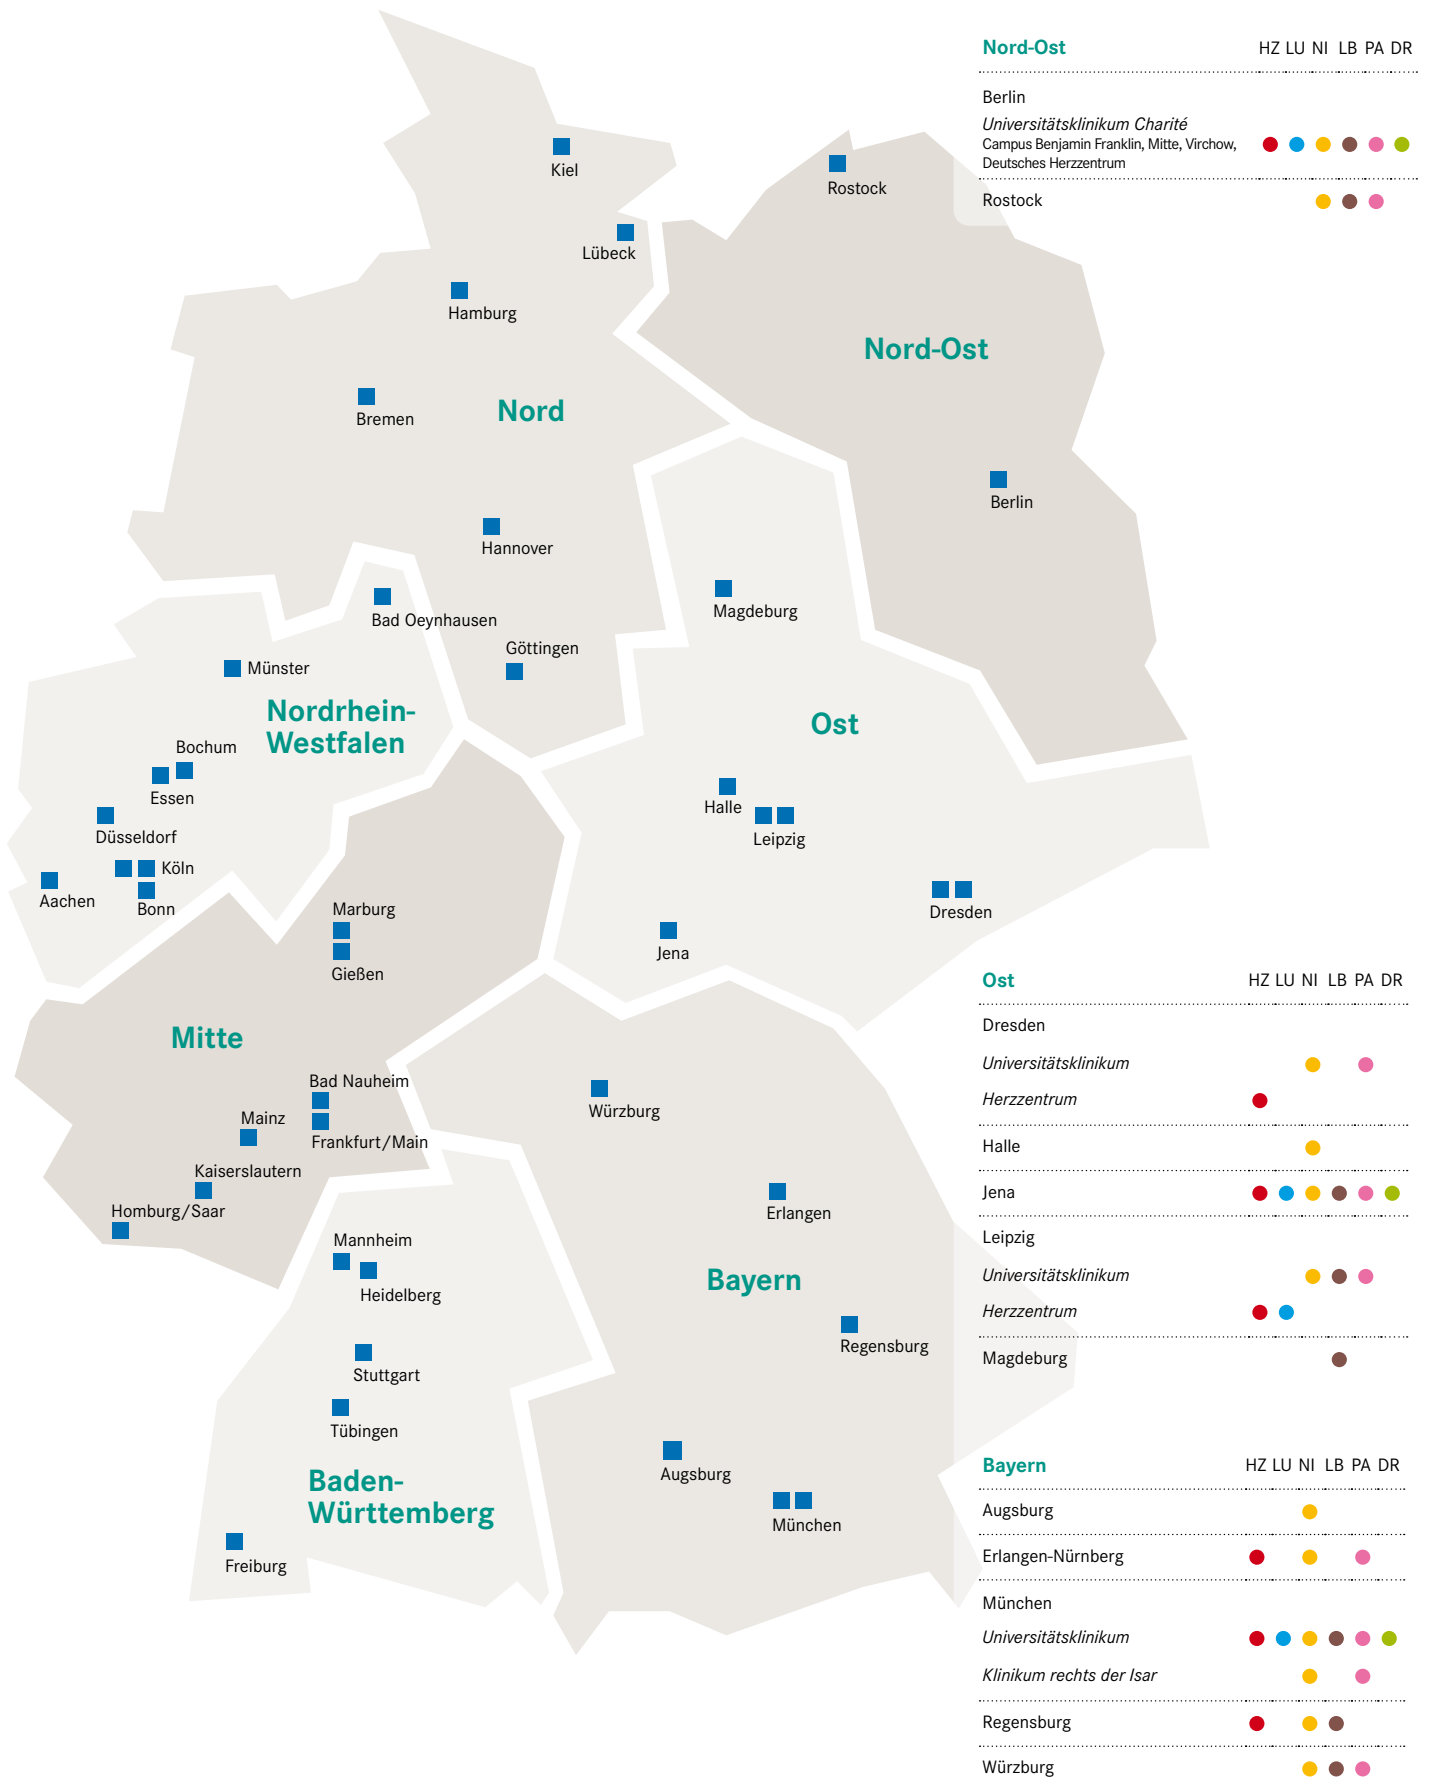 Nord-Ost HZ LU NI LB PA DR
Berlin
Universitätsklinikum Charité
Campus Benjamin Franklin, Mitte, Virchow,
Deutsches Herzzentrum
Rostock
Kiel
Rostock
Lübeck
Hamburg
Nord-Ost
Nord
Bremen
Berlin
Hannover
Magdeburg
Bad Oeynhausen
Göttingen
Münster
Nordrhein-
Westfalen
Ost
Bochum
Essen
Halle
Düsseldorf
Leipzig
Köln
Aachen
Bonn
Marburg
Dresden
Jena
Gießen
Mitte
Bad Nauheim
Mainz
Frankfurt/Main
Kaiserslautern
Homburg/Saar
Würzburg
Erlangen
Mannheim
Heidelberg
Bayern
Regensburg
Stuttgart
Tübingen
Augsburg
Baden-
Württemberg
München
Freiburg
Ost HZ LU NI LB PA DR
Dresden
Universitätsklinikum
Herzzentrum
Halle
Jena
Leipzig
Universitätsklinikum
Herzzentrum
Magdeburg
Bayern HZ LU NI LB PA DR
Augsburg
Erlangen-Nürnberg
München
Universitätsklinikum
Klinikum rechts der Isar
Regensburg
Würzburg